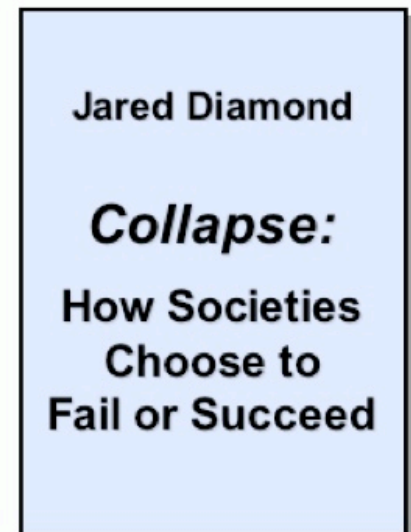 Jared Diamond
Collapse:
How Societies
Choose to
Fail or Succeed